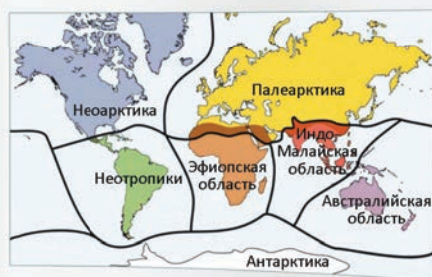 Палеарктика
Неоарктика
Индо-
Малайская
область
Эфиопская
область
Неотропики
Австралийская
область
Антарктика